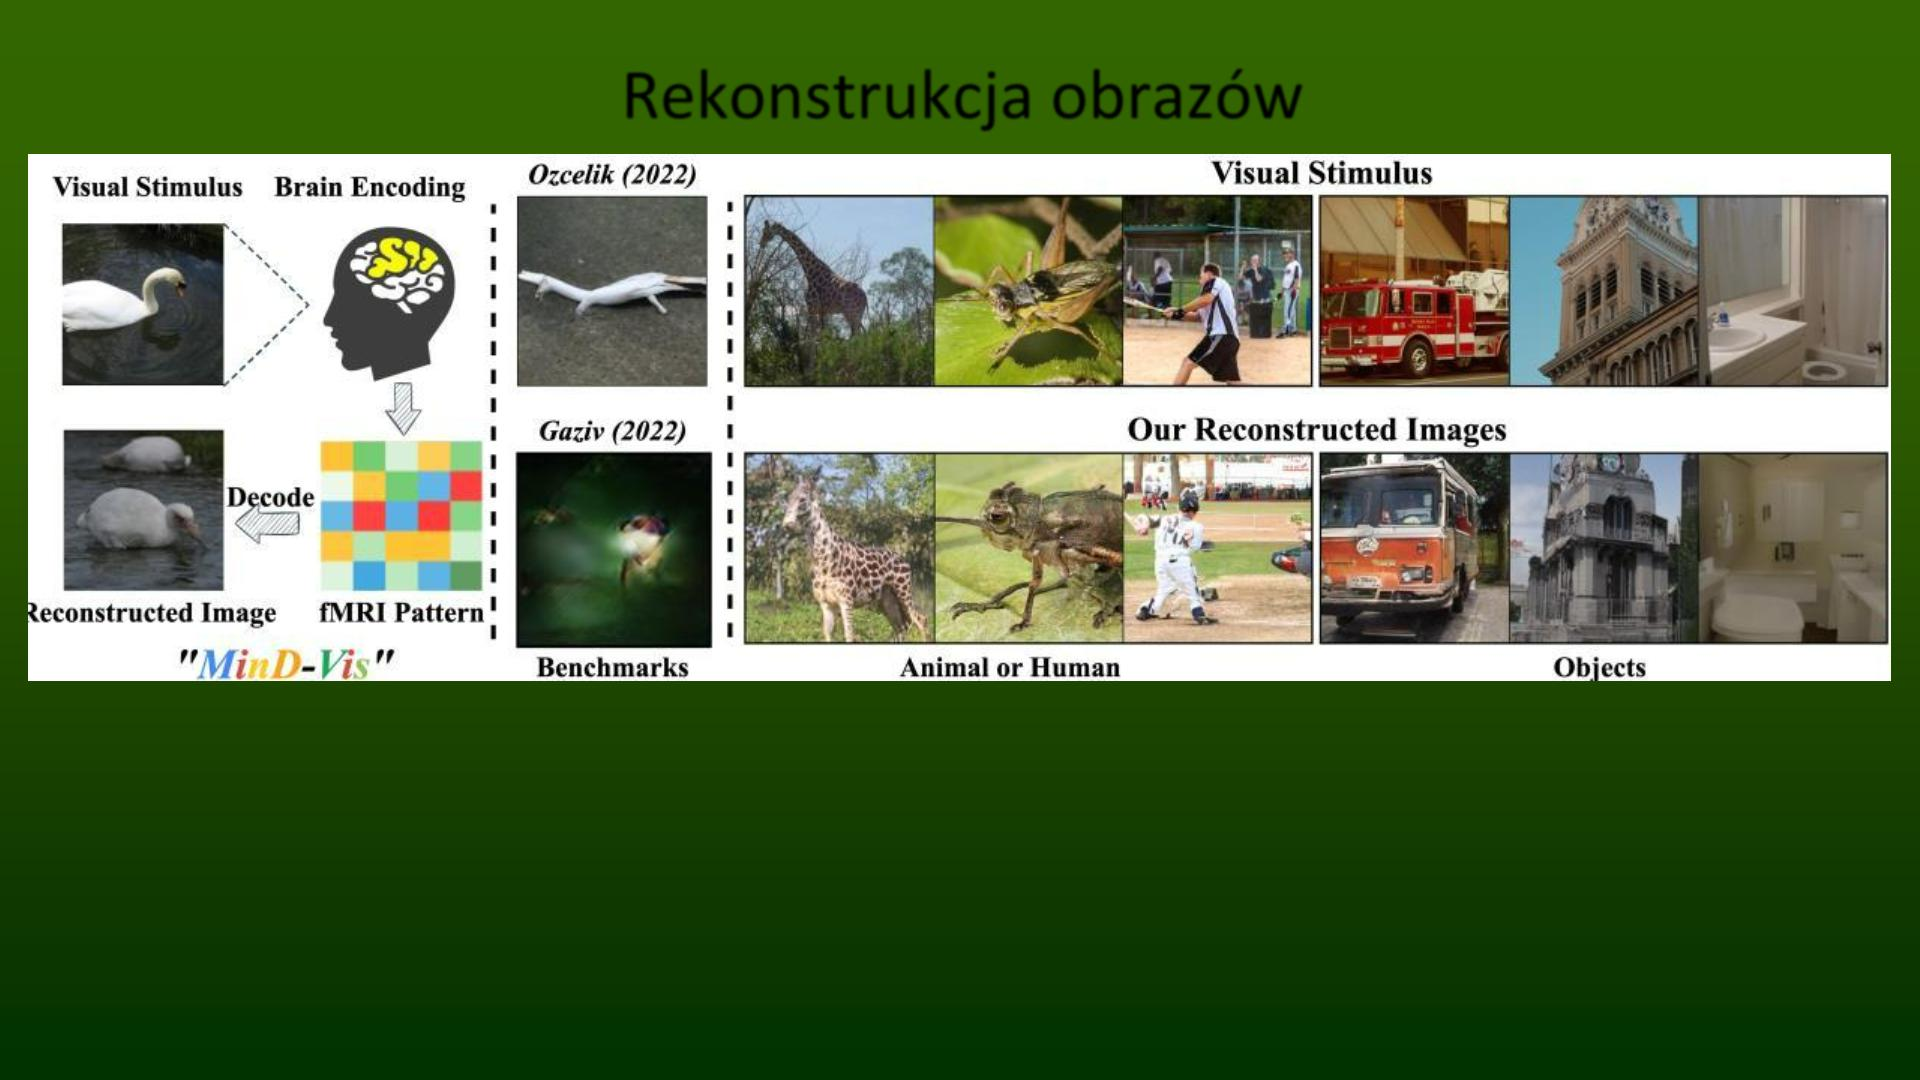 Rekonstrukcja obrazów
Visual Stimulus
Brain Encoding
Decode
Reconstructed Image
fMRI Pattern
"MinD-Vis"
Ozcelik (2022)
Gaziv (2022)
Benchmarks
Visual Stimulus
Our Reconstructed Images
Animal or Human
Objects